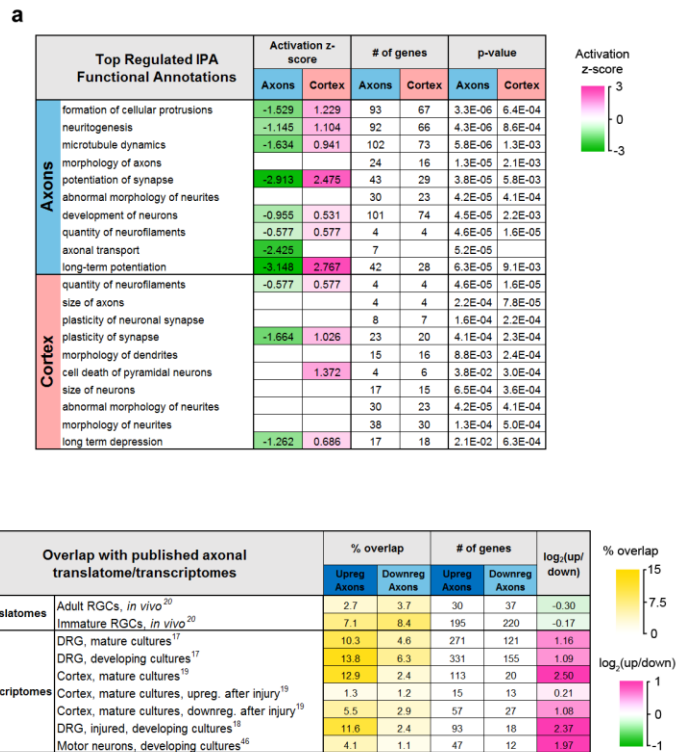 a
Top Regulated IPA Functional Annotations Activation z-score # of genes p-value
Axons Cortex Axons Cortex Axons Cortex
Axons
formation of cellular protrusions -1.529 1.229 93 67 3.3E-06 6.4E-04
neuritogenesis -1.145 1.104 92 66 4.3E-06 8.6E-04
microtubule dynamics -1.634 0.941 102 73 5.8E-06 1.3E-03
morphology of axons 24 16 1.3E-05 2.1E-03
potentiation of synapse -2.913 2.475 43 29 3.8E-05 5.8E-03
abnormal morphology of neurites 30 23 4.2E-05 4.1E-04
development of neurons -0.955 0.531 101 74 4.5E-05 2.2E-03
quantity of neurofilaments -0.577 0.577 4 4 4.6E-05 1.6E-05
axonal transport -2.425 7 5.2E-05
long-term potentiation -3.148 2.767 42 28 6.3E-05 9.1E-03
Cortex
quantity of neurofilaments -0.577 0.577 4 4 4.6E-05 1.6E-05
size of axons 4 4 2.2E-04 7.8E-05
plasticity of neuronal synapse 8 7 1.6E-04 2.2E-04
plasticity of synapse -1.664 1.026 23 20 4.1E-04 2.3E-04
morphology of dendrites 15 16 8.8E-03 2.4E-04
cell death of pyramidal neurons 1.372 4 6 3.8E-02 3.0E-04
size of neurons 17 15 6.5E-04 3.6E-04
abnormal morphology of neurites 30 23 4.2E-05 4.1E-04
morphology of neurites 38 30 1.3E-04 5.0E-04
long term depression -1.262 0.686 17 18 2.1E-02 6.3E-04
Activation
z-score
3
0
-3
Overlap with published axonal translatome/transcriptomes % overlap # of genes log2(up/down)
Upreg Axons Downreg Axons Upreg Axons Downreg Axons
slatomes
Adult RGCs, in vivo20 2.7 3.7 30 37 -0.30
Immature RGCs, in vivo20 7.1 8.4 195 220 -0.17
criptomes
DRG, mature cultures17 10.3 4.6 271 121 1.16
DRG, developing cultures17 13.8 6.3 331 155 1.09
Cortex, mature cultures19 12.9 2.4 113 20 2.50
Cortex, mature cultures, upreg. after injury19 1.3 1.2 15 13 0.21
Cortex, mature cultures, downreg. after injury19 5.5 2.9 57 27 1.08
DRG, injured, developing cultures18 11.6 2.4 93 18 2.37
Motor neurons, developing cultures46 4.1 1.1 47 12 1.97
% overlap
15
7.5
0
log2(up/down)
1
0
-1